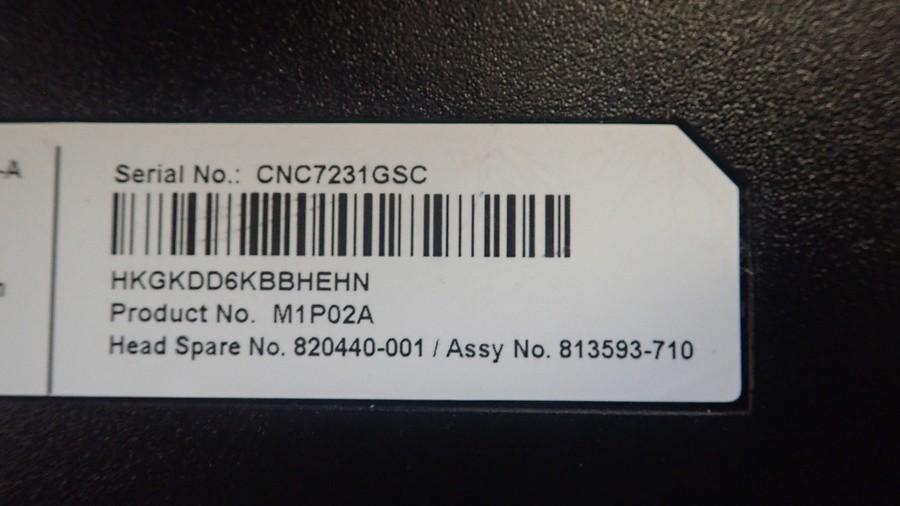 -A
Serial No.: CNC7231GSC
HKGKDD6KBBHEHN
Product No. M1P02A
Head Spare No. 820440-001 / Assy No. 813593-710